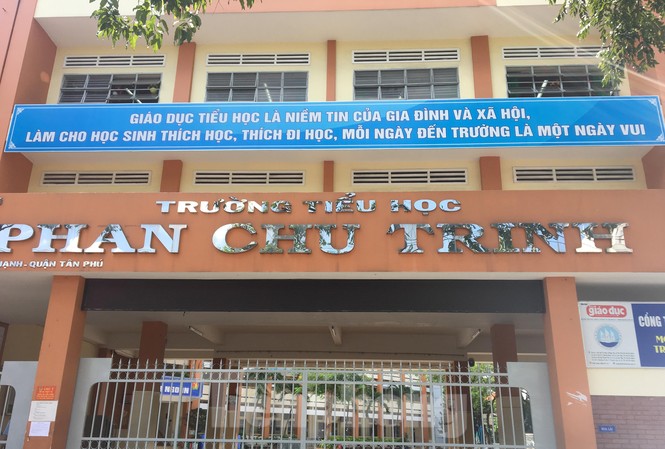 GIÁO DỤC TIỂU HỌC LÀ NIỀM TIN CỦA GIA ĐÌNH VÀ XÃ HỘI,
LÀM CHO HỌC SINH THÍCH HỌC, THÍCH ĐI HỌC, MỖI NGÀY ĐẾN TRƯỜNG LÀ MỘT NGÀY VUI
TRƯỜNG TIỂU HỌC
PHAN CHU TRINH
HẠNH - QUẬN TÂN PHÚ
giáo dục
CỔNG